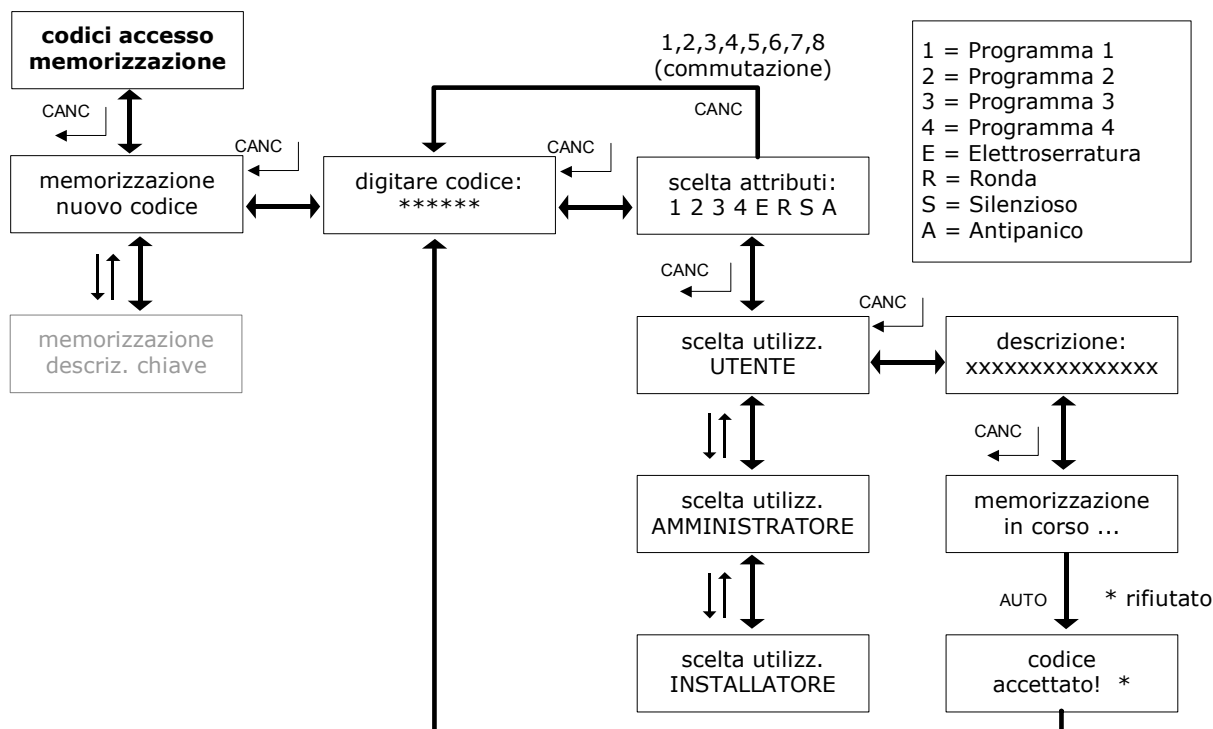 codici accesso
memorizzazione
1,2,3,4,5,6,7,8
(commutazione)
1 = Programma 1
2 = Programma 2
3 = Programma 3
4 = Programma 4
E = Elettroserratura
R = Ronda
S = Silenzioso
A = Antipanico
CANC
CANC
CANC
CANC
memorizzazione
nuovo codice
digitare codice:
******
scelta attributi:
1 2 3 4 E R S A
CANC
CANC
memorizzazione
descriz. chiave
scelta utilizz.
UTENTE
descrizione:
xxxxxxxxxxxxxxx
CANC
scelta utilizz.
AMMINISTRATORE
memorizzazione
in corso ...
AUTO
* rifiutato
scelta utilizz.
INSTALLATORE
codice
accettato! *